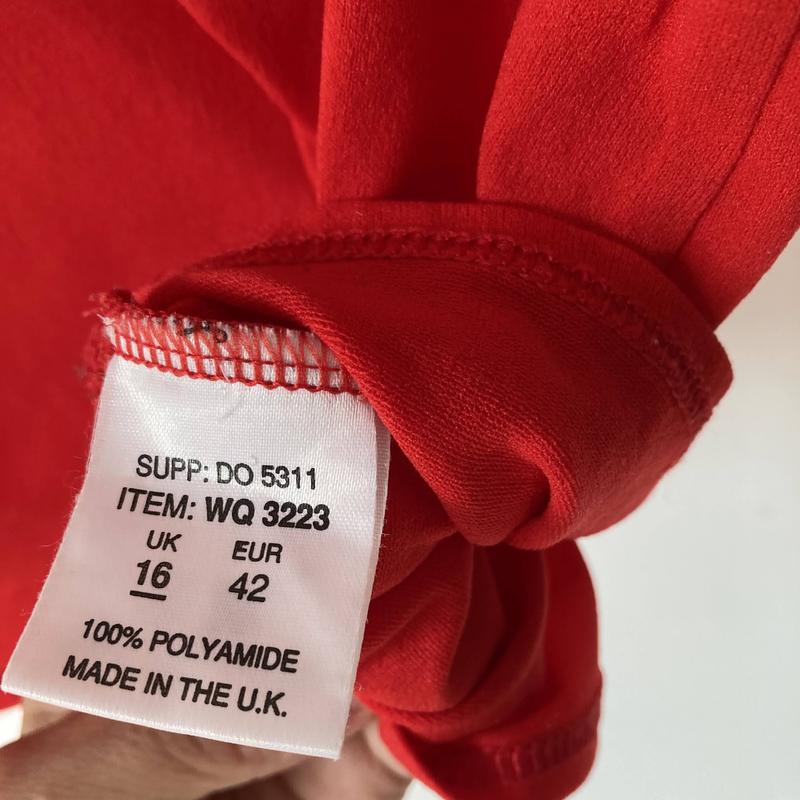 SUPP: DO 5311
ITEM: WQ 3223
UK EUR
16 42
100% POLYAMIDE
MADE IN THE U.K.